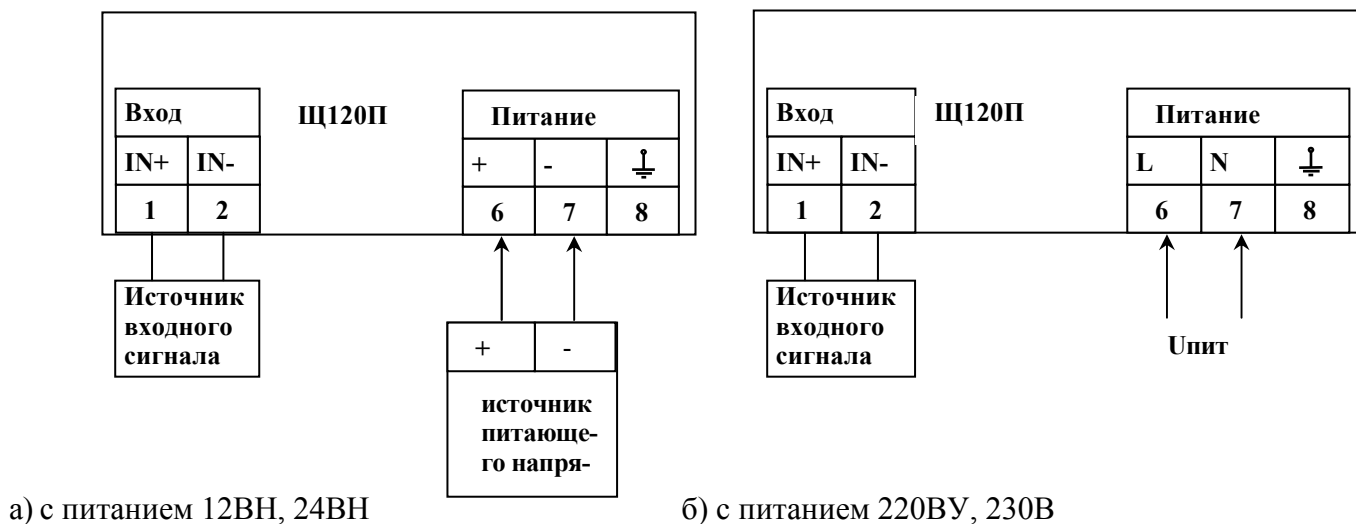 Вход
Щ120П
Питание
IN+ IN-
+ -
1 2
6 7 8
Источник
входного
сигнала
+ -
источник
питающе-
го напря-
а) с питанием 12ВН, 24ВН
Вход
Щ120П
Питание
IN+ IN-
L N
1 2
6 7 8
Источник
входного
сигнала
Uпит
б) с питанием 220ВУ, 230В